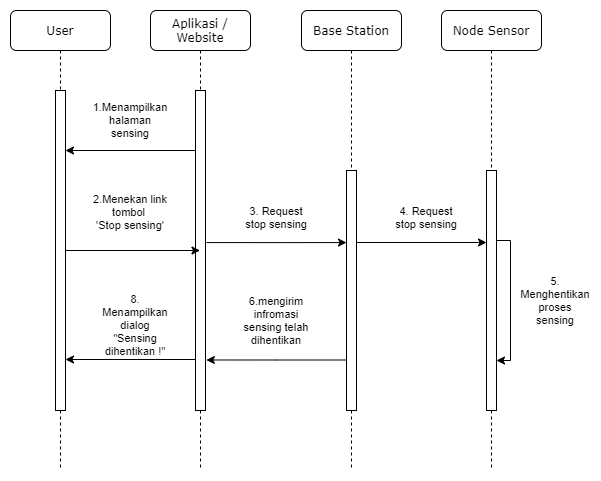 User
Aplikasi /
Website
Base Station
Node Sensor
1.Menampilkan
halaman
sensing
2.Menekan link
tombol
'Stop sensing'
3. Request
stop sensing
4. Request
stop sensing
5.
Menghentikan
proses
sensing
6.mengirim
infromasi
sensing telah
dihentikan
8.
Menampilkan
dialog
"Sensing
dihentikan !"